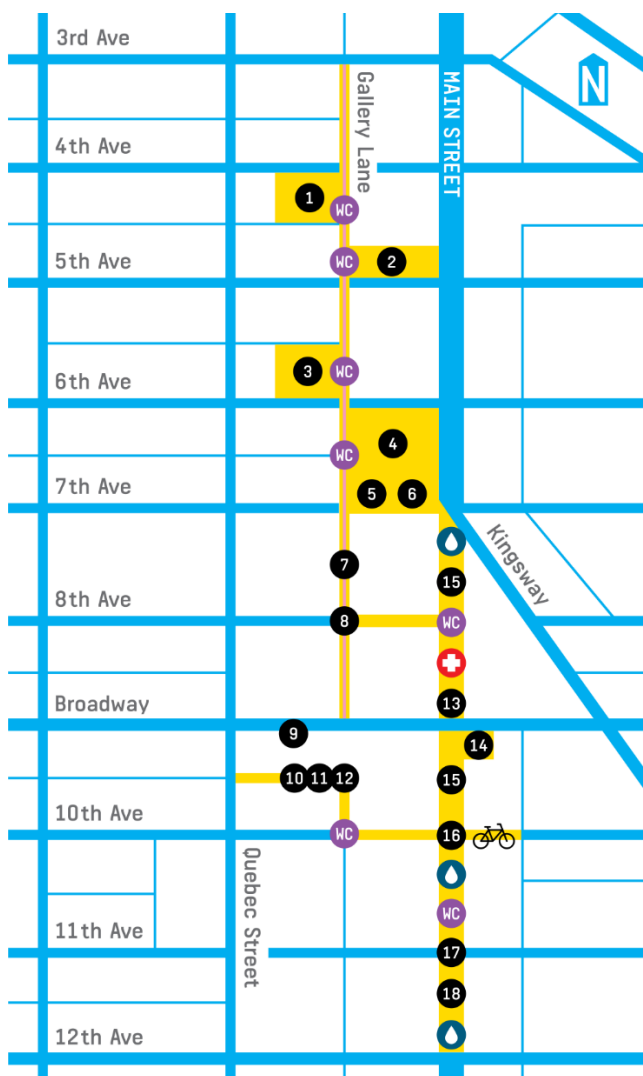 3rd Ave
N
Gallery Lane
MAIN STREET
4th Ave
1
WC
5th Ave
WC
2
6th Ave
3
WC
4
WC
7th Ave
5
6
Kingsway
7
15
8th Ave
8
WC
Broadway
13
9
14
10
11
12
15
10th Ave
WC
16
Quebec Street
WC
11th Ave
17
18
12th Ave